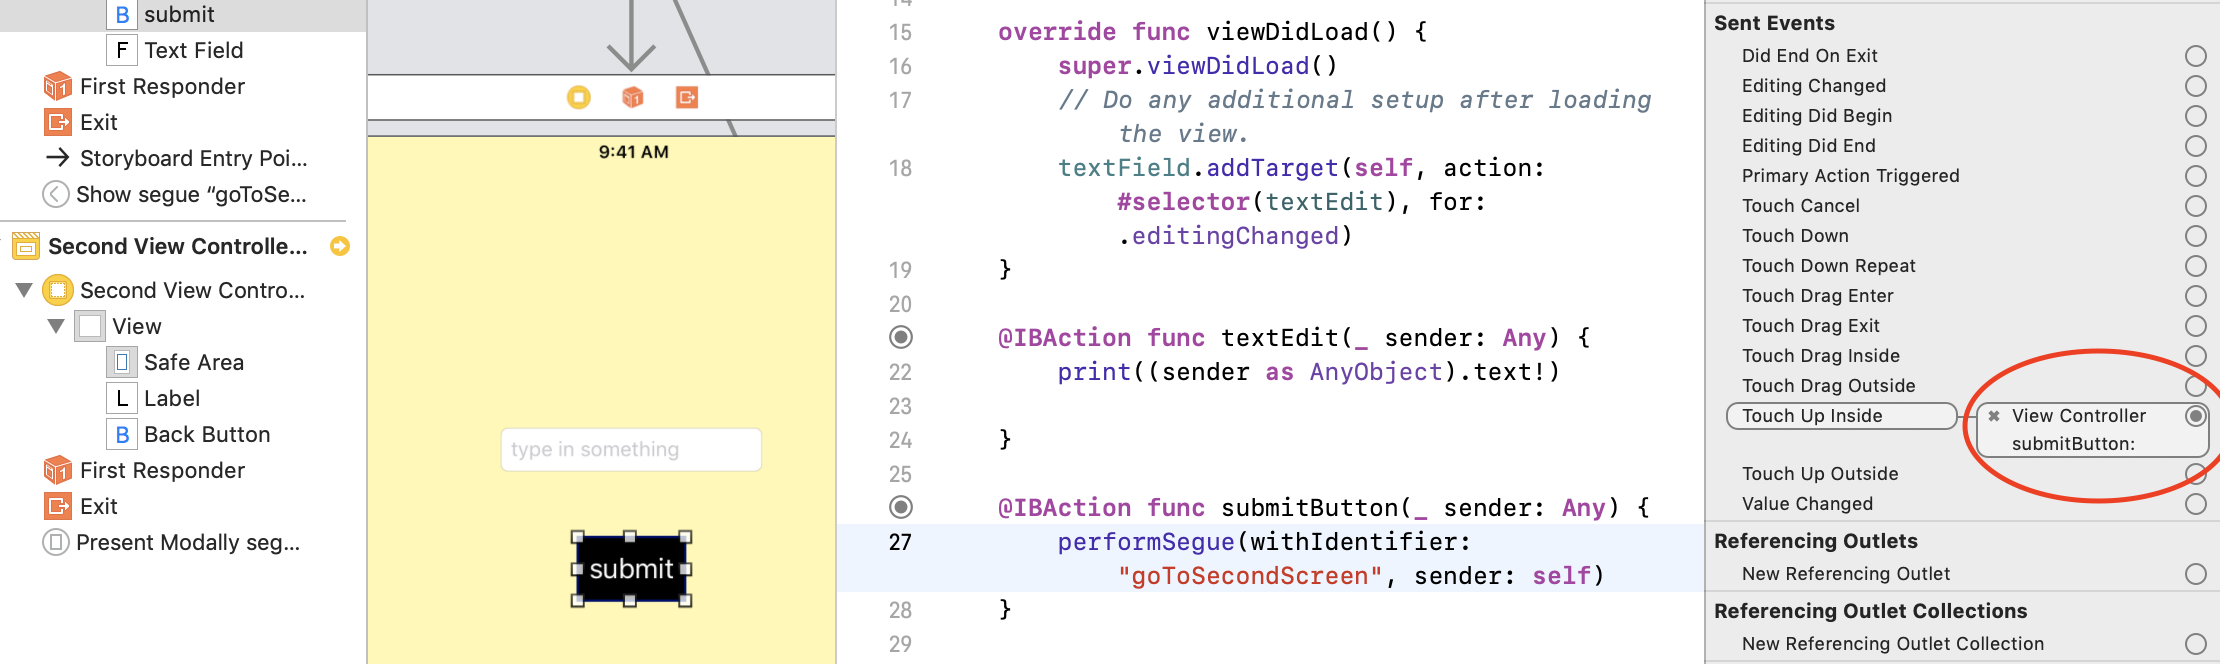 submit
Text Field
First Responder
Exit
Storyboard Entry Poi...
Show segue “goToSe...
Second View Controlle...
Second View Contro...
View
Safe Area
L Label
B Back Button
First Responder
Exit
Present Modally seg...
9:41 AM
type in something
submit
15 override func viewDidLoad() {
16 super.viewDidLoad()
17 // Do any additional setup after loading
the view.
18 textField.addTarget(self, action:
#selector(textEdit), for:
.editingChanged)
19 }
20
@IBAction func textEdit(_ sender: Any) {
22 print((sender as AnyObject).text!)
23
24 }
25
@IBAction func submitButton(_ sender: Any) {
27 performSegue(withIdentifier:
"goToSecondScreen", sender: self)
28 }
29
Sent Events
Did End On Exit
Editing Changed
Editing Did Begin
Editing Did End
Primary Action Triggered
Touch Cancel
Touch Down
Touch Down Repeat
Touch Drag Enter
Touch Drag Exit
Touch Drag Inside
Touch Drag Outside
Touch Up Inside
View Controller
submitButton:
Touch Up Outside
Value Changed
Referencing Outlets
New Referencing Outlet
Referencing Outlet Collections
New Referencing Outlet Collection